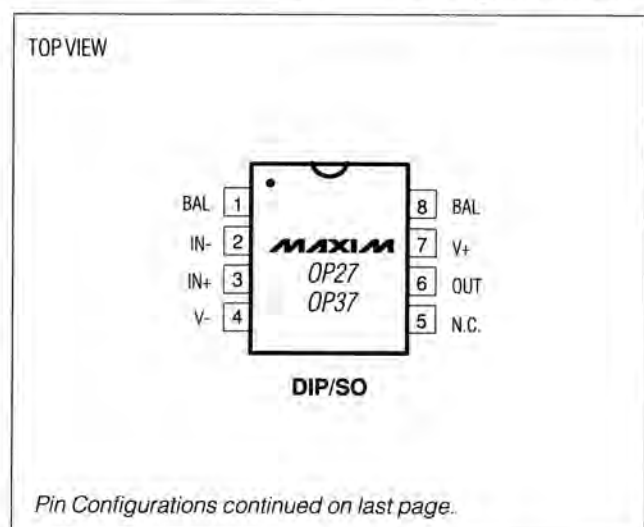 TOP VIEW
BAL 1
IN- 2
IN+ 3
V- 4
MAXIM
OP27
OP37
8 BAL
7 V+
6 OUT
5 N.C.
DIP/SO
Pin Configurations continued on last page.